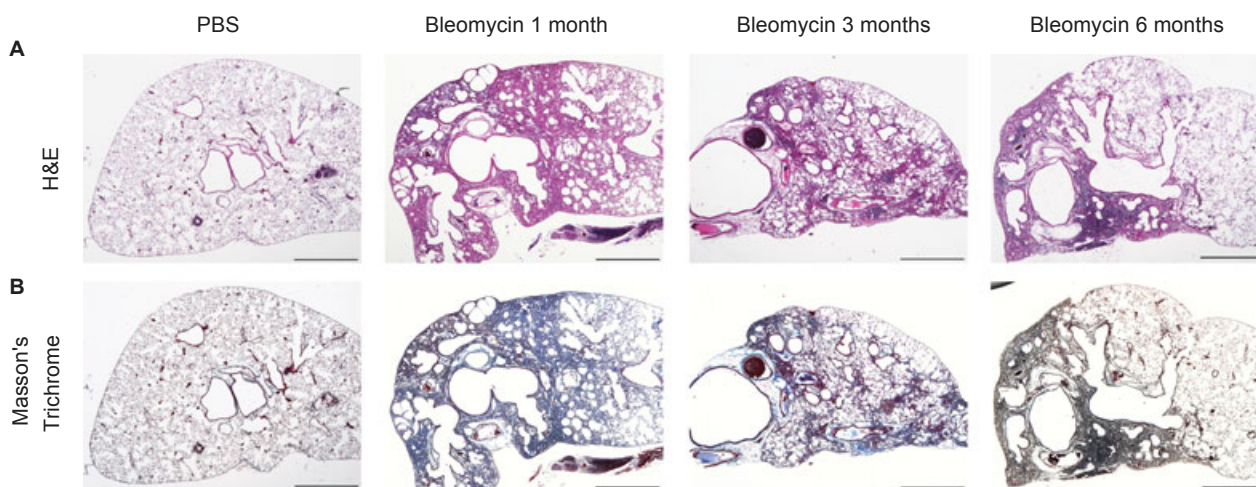 PBS
Bleomycin 1 month
Bleomycin 3 months
Bleomycin 6 months
A
H&E
B
Masson's
Trichrome